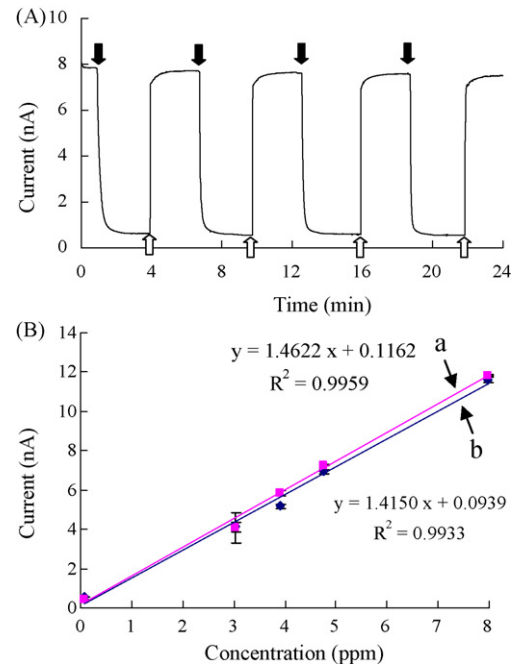 (A)
10
8
6
4
2
0
Current (nA)
0 4 8 12 16 20 24
Time (min)
(B)
14
12
10
8
6
4
2
0
Current (nA)
y = 1.4622 x + 0.1162
R² = 0.9959
a
b
y = 1.4150 x + 0.0939
R² = 0.9933
0 1 2 3 4 5 6 7 8
Concentration (ppm)